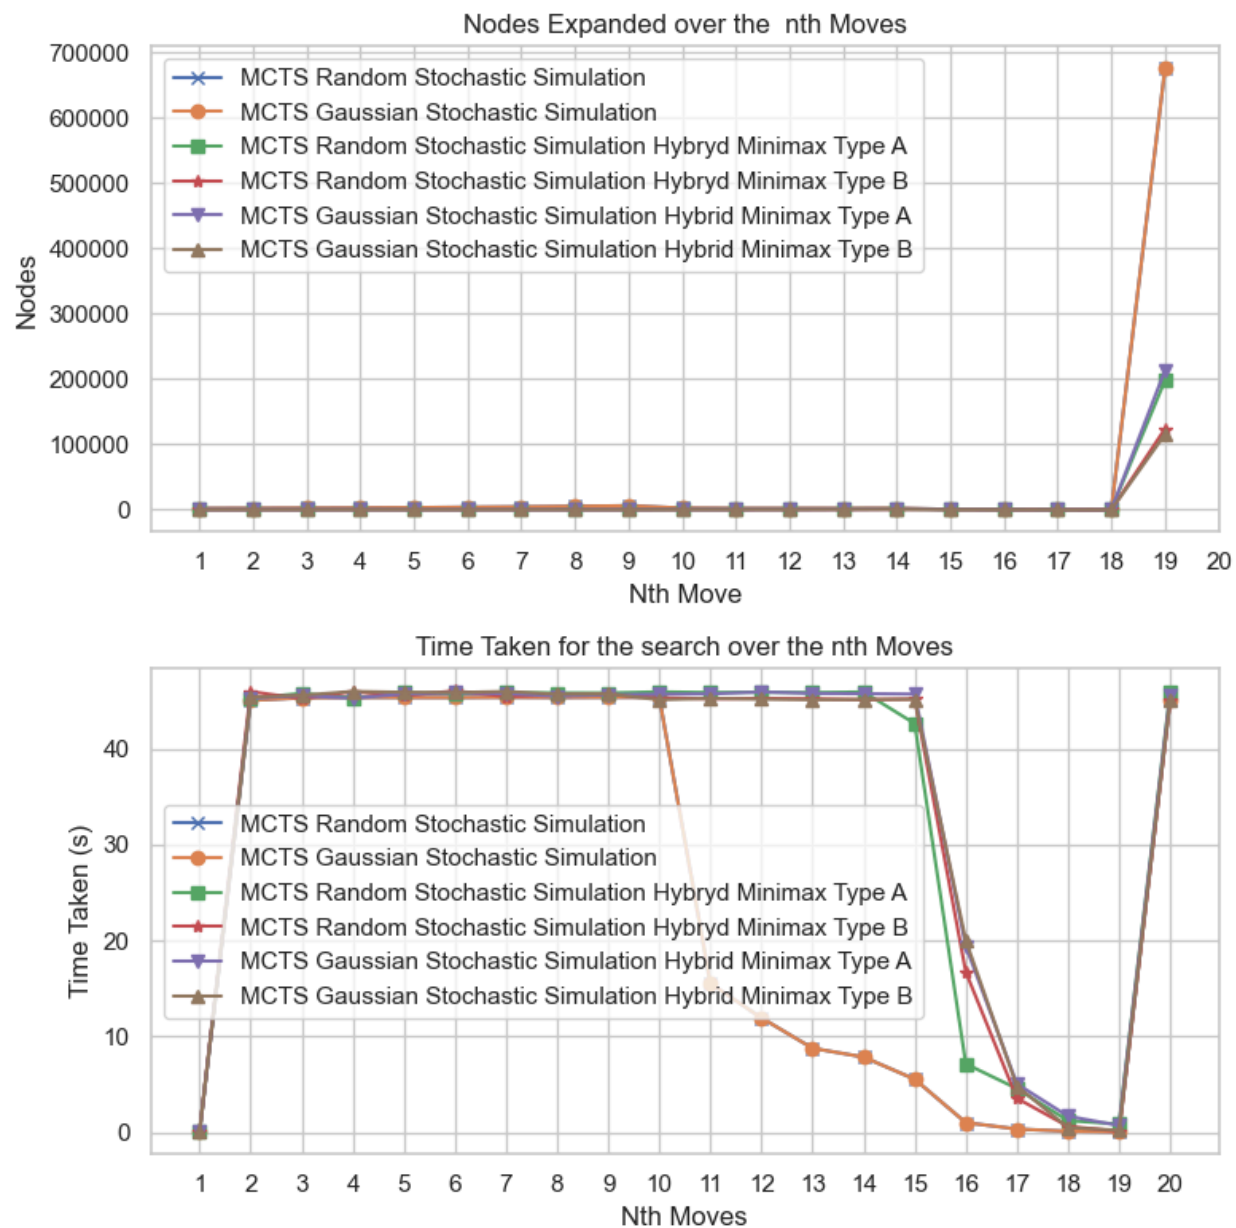 Nodes Expanded over the  nth Moves
700000
600000
500000
400000
300000
200000
100000
0
Nodes
MCTS Random Stochastic Simulation
MCTS Gaussian Stochastic Simulation
MCTS Random Stochastic Simulation Hybryd Minimax Type A
MCTS Random Stochastic Simulation Hybryd Minimax Type B
MCTS Gaussian Stochastic Simulation Hybrid Minimax Type A
MCTS Gaussian Stochastic Simulation Hybrid Minimax Type B
1 2 3 4 5 6 7 8 9 10 11 12 13 14 15 16 17 18 19 20
Nth Move
Time Taken for the search over the nth Moves
40
30
20
10
0
Time Taken (s)
MCTS Random Stochastic Simulation
MCTS Gaussian Stochastic Simulation
MCTS Random Stochastic Simulation Hybryd Minimax Type A
MCTS Random Stochastic Simulation Hybryd Minimax Type B
MCTS Gaussian Stochastic Simulation Hybrid Minimax Type A
MCTS Gaussian Stochastic Simulation Hybrid Minimax Type B
1 2 3 4 5 6 7 8 9 10 11 12 13 14 15 16 17 18 19 20
Nth Moves